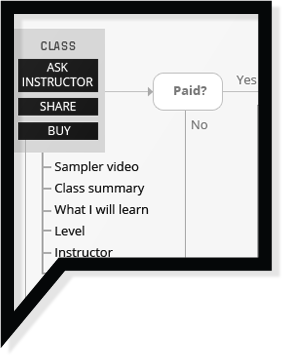 CLASS
ASK
INSTRUCTOR
SHARE
BUY
Paid?
Yes
No
Sampler video
Class summary
What I will learn
Level
Instructor